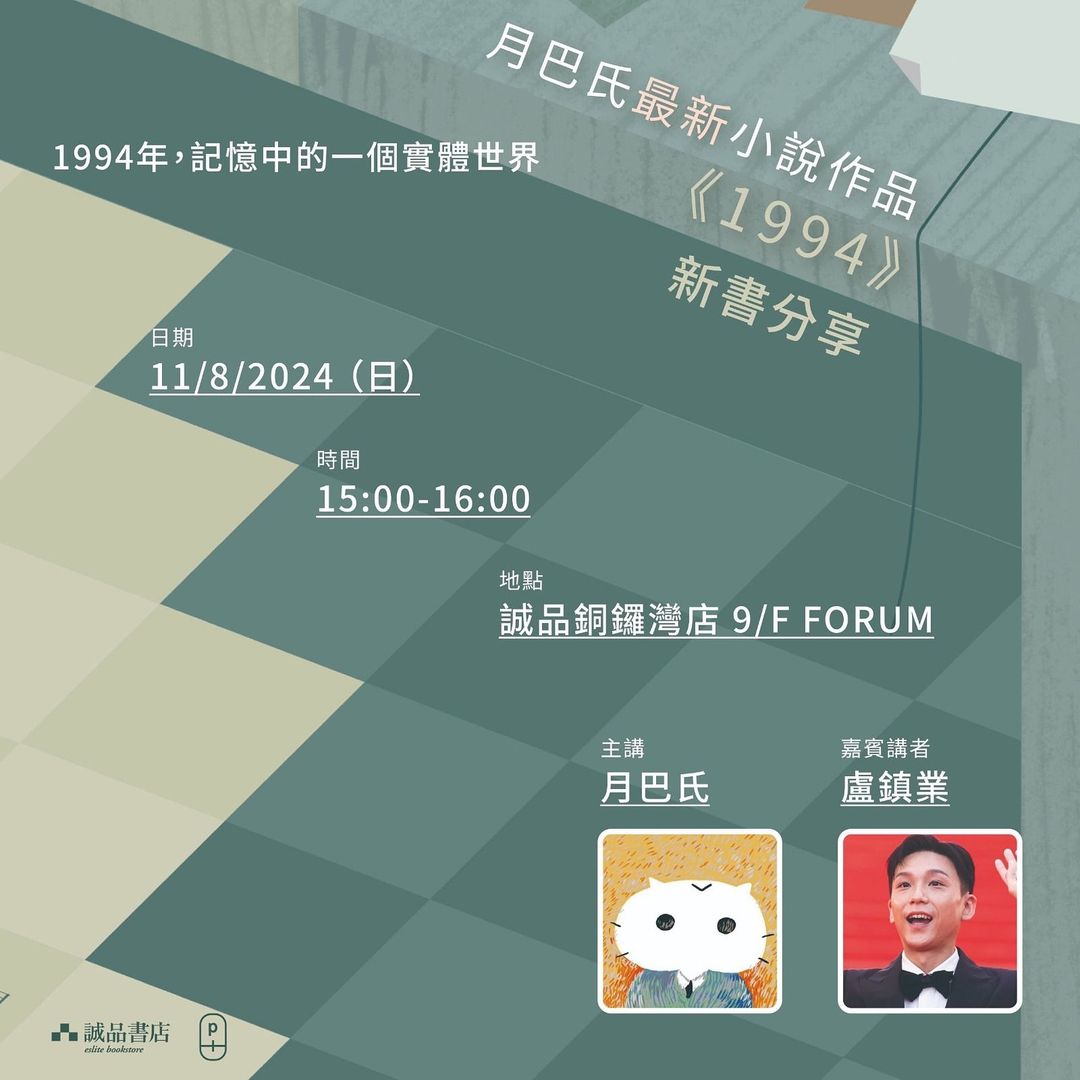 月巴氏最新小說作品
《1994》
新書分享
1994年，記憶中的一個實體世界
日期
11/8/2024（日）
時間
15:00-16:00
地點
誠品銅鑼灣店 9/F FORUM
主講
月巴氏
嘉賓講者
盧鎮業
誠品書店
eslite bookstore
p+